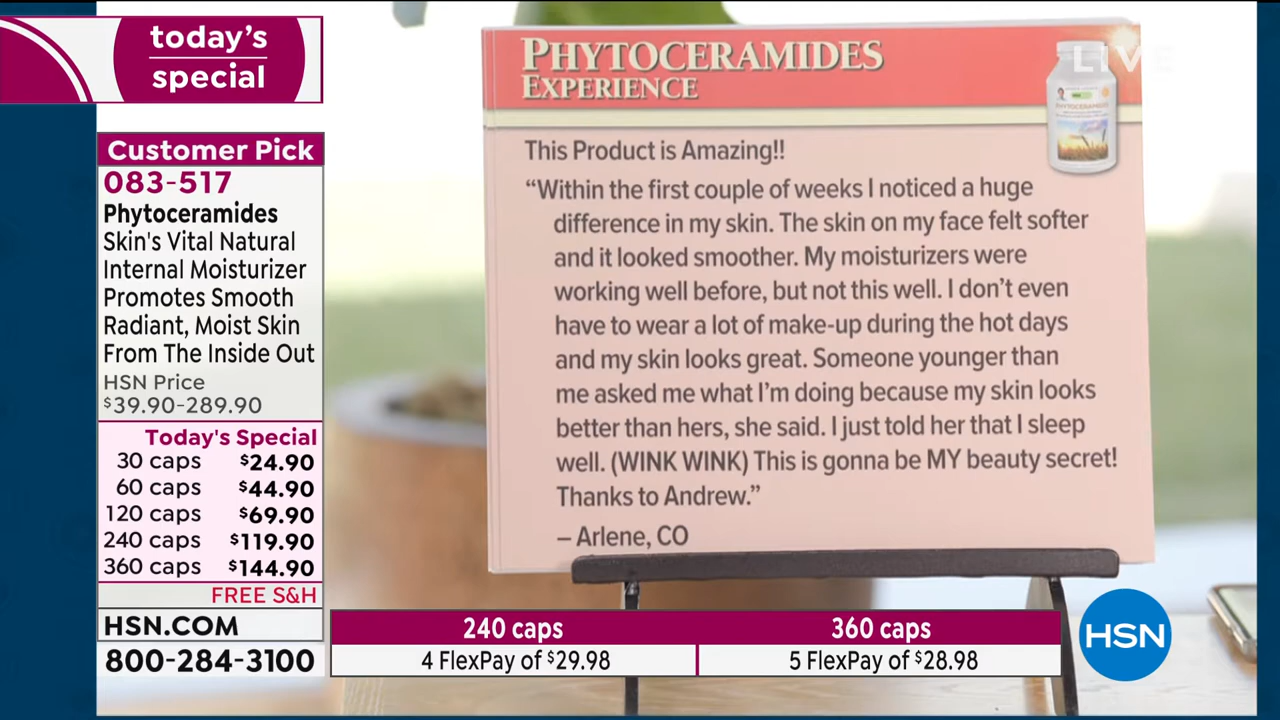 today's
special
Customer Pick
083-517
Phytoceramides
Skin's Vital Natural
Internal Moisturizer
Promotes Smooth
Radiant, Moist Skin
From The Inside Out
HSN Price
$39.90-289.90
Today's Special
30 caps $24.90
60 caps $44.90
120 caps $69.90
240 caps $119.90
360 caps $144.90
FREE S&H
HSN.COM
800-284-3100
PHYTOCERAMIDES
EXPERIENCE
LIVE
PHYTOCERAMIDES
This Product is Amazing!!
“Within the first couple of weeks I noticed a huge
difference in my skin. The skin on my face felt softer
and it looked smoother. My moisturizers were
working well before, but not this well. I don’t even
have to wear a lot of make-up during the hot days
and my skin looks great. Someone younger than
me asked me what I’m doing because my skin looks
better than hers, she said. I just told her that I sleep
well. (WINK WINK) This is gonna be MY beauty secret!
Thanks to Andrew.”
– Arlene, CO
240 caps 360 caps
4 FlexPay of $29.98 5 FlexPay of $28.98
HSN